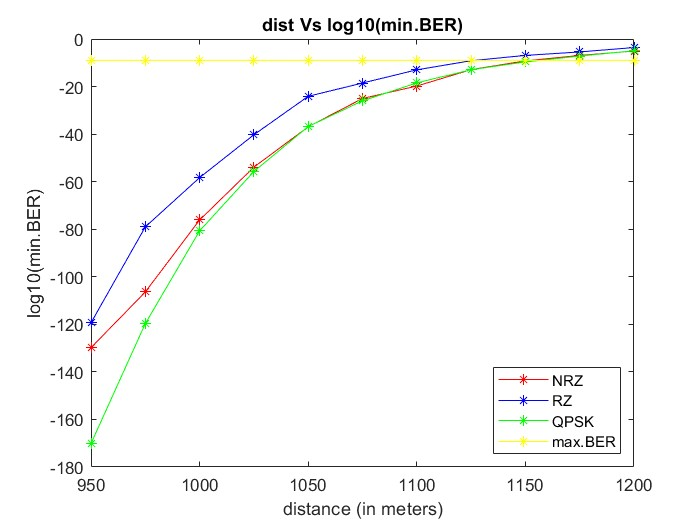 dist Vs log10(min.BER)
log10(min.BER)
0
-20
-40
-60
-80
-100
-120
-140
-160
-180
NRZ
RZ
QPSK
max.BER
950 1000 1050 1100 1150 1200
distance (in meters)